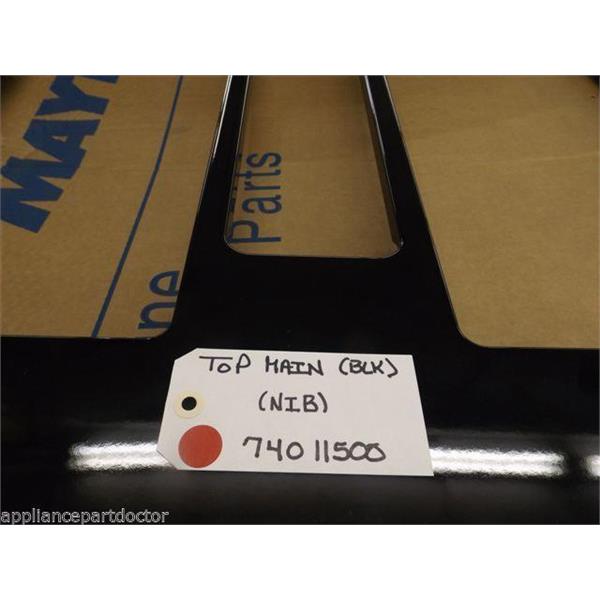 MAY
ne
Parts
TOP MAIN (BLK)
(NIB)
74011500
appliancepartdoctor